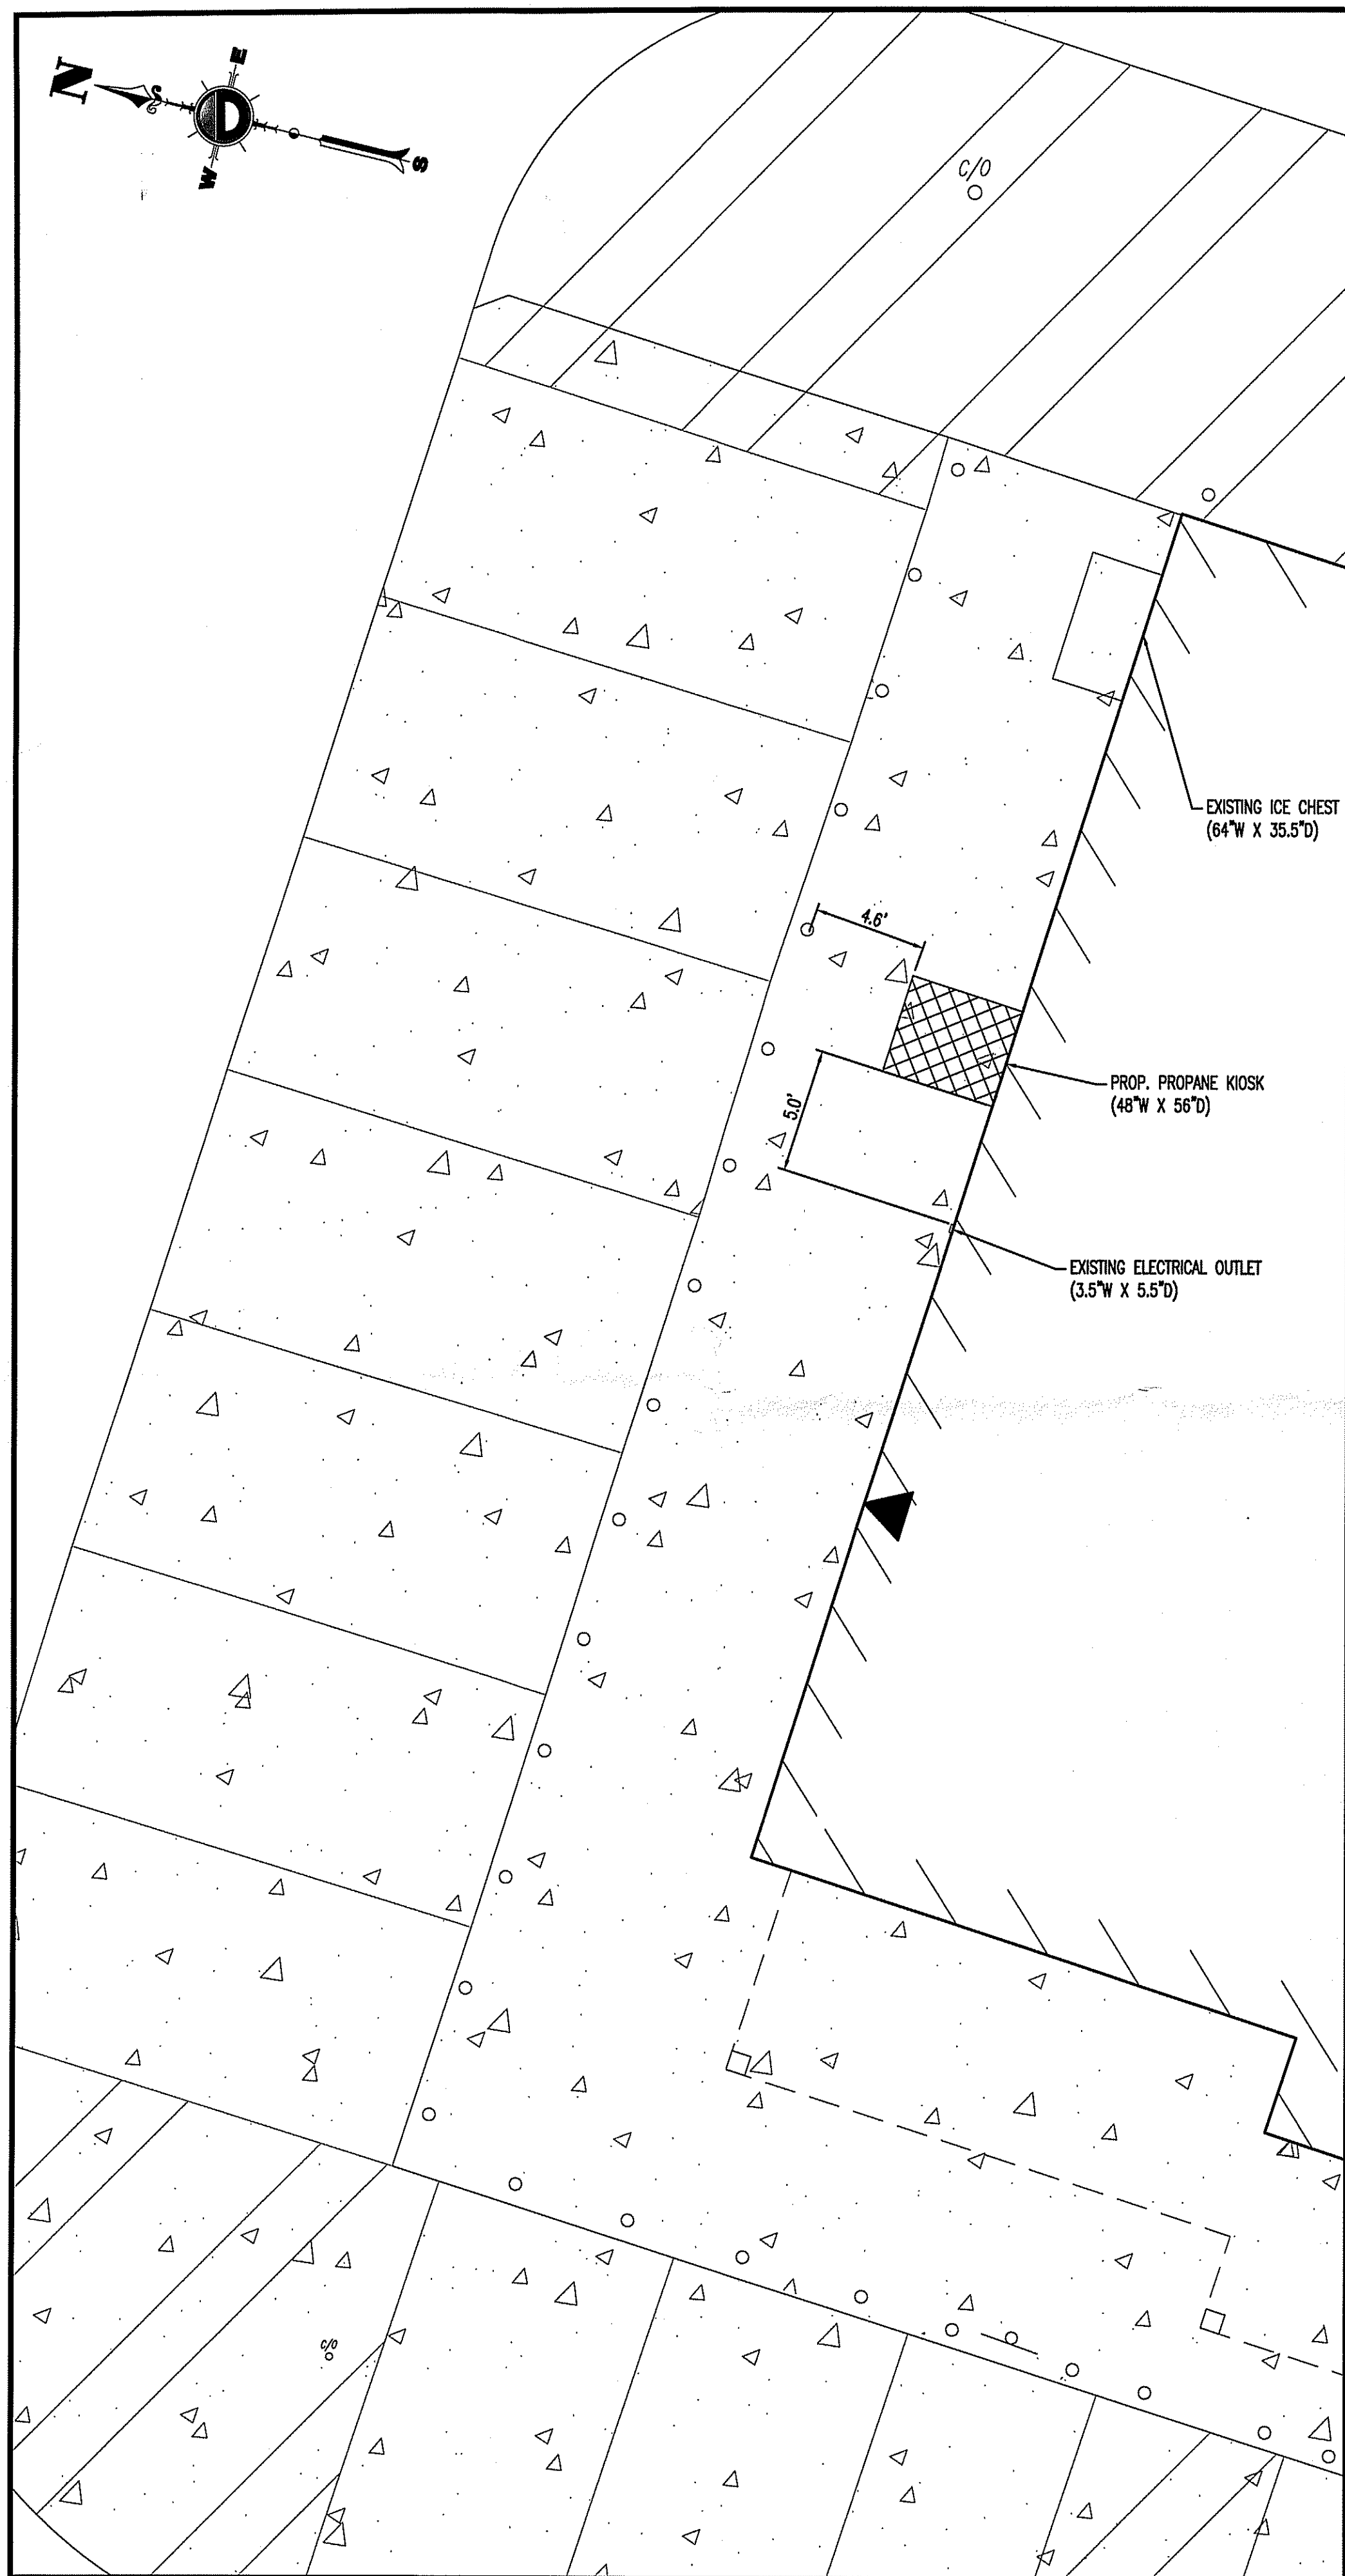 N
E
D
W
S
C/O
EXISTING ICE CHEST
(64"W X 35.5"D)
4.6'
PROP. PROPANE KIOSK
(48"W X 56"D)
5.0'
EXISTING ELECTRICAL OUTLET
(3.5"W X 5.5"D)
C/O